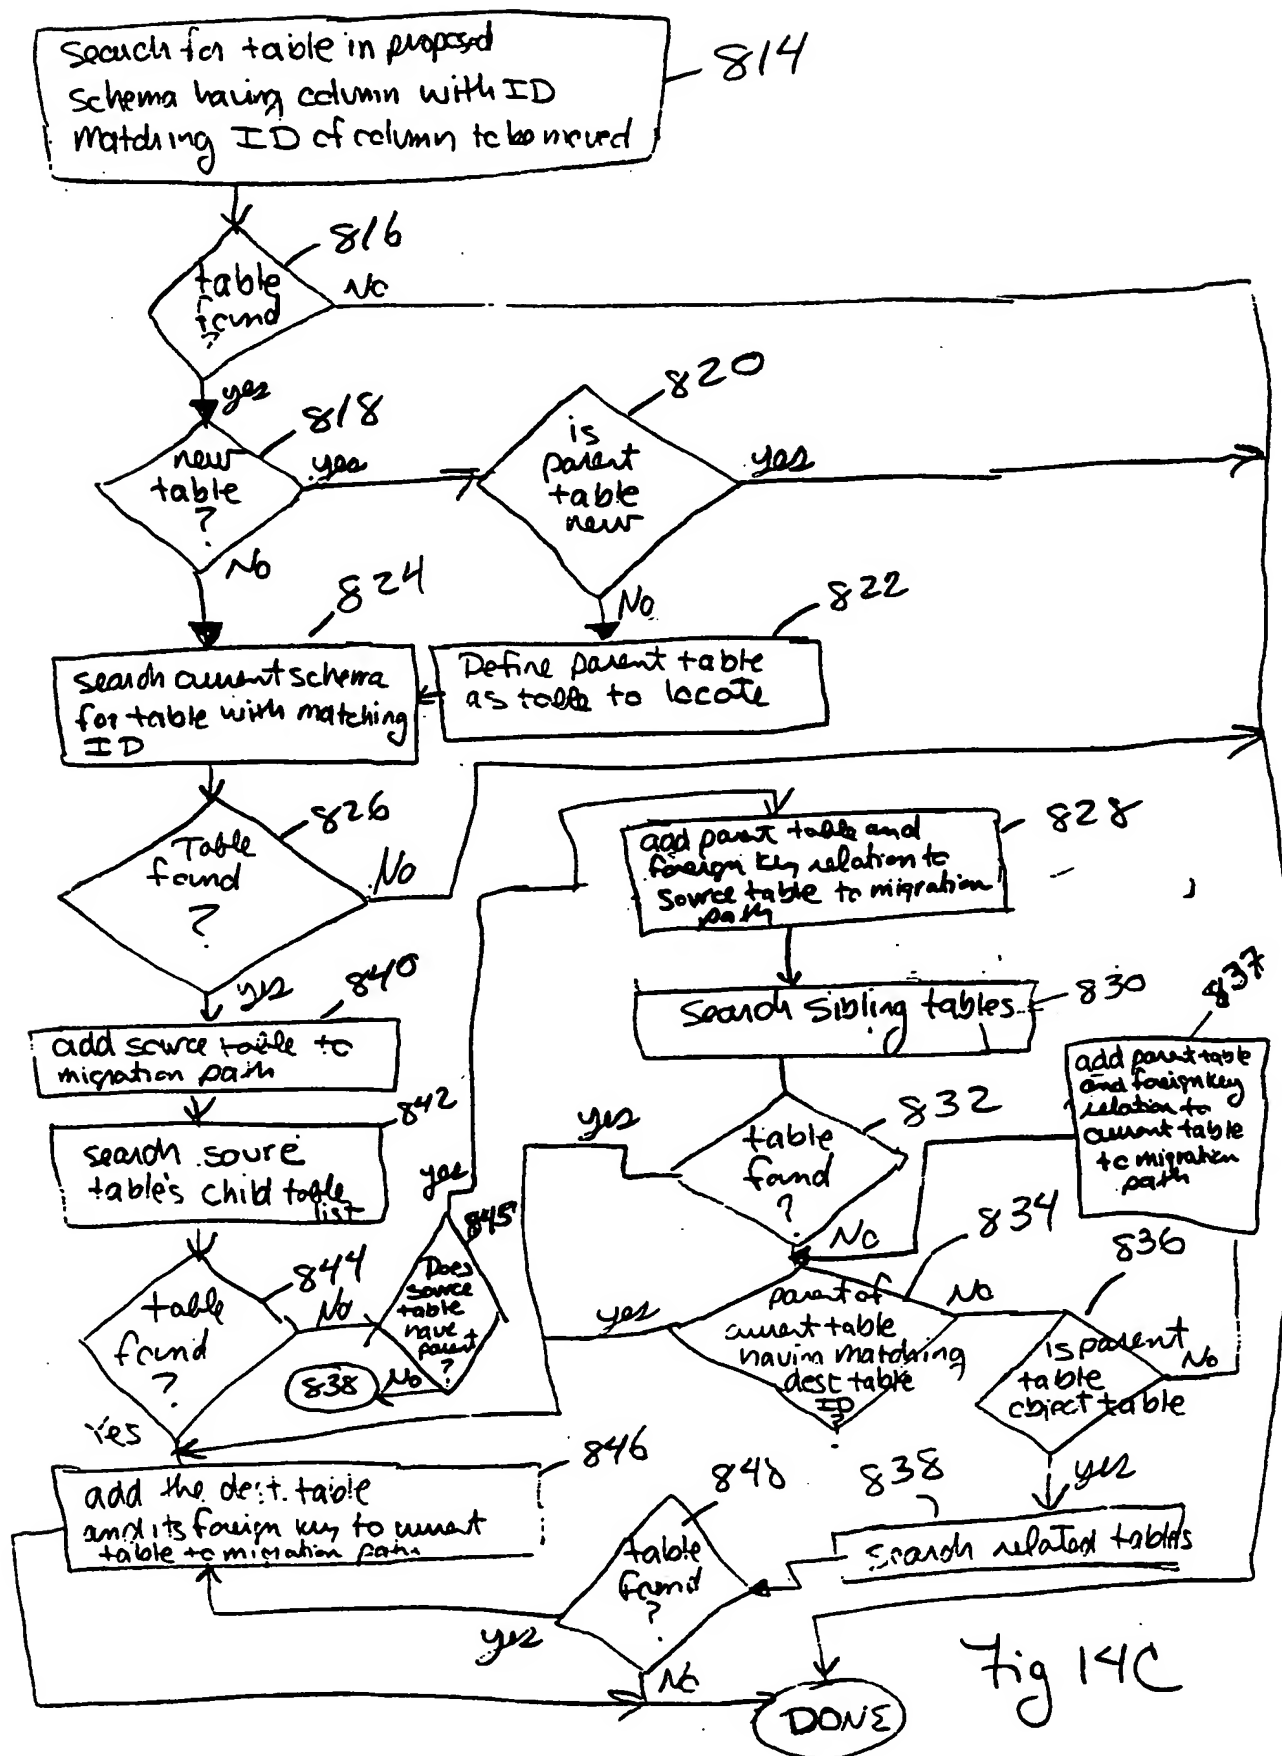 Search for table in proposed
schema having column with ID
matching ID of column to be moved
814
816
table
found
?
No
yes
818
new
table
?
yes
No
820
is
parent
table
new
yes
No
822
Define parent table
as table to locate
824
search current schema
for table with matching
ID
826
Table
found
?
No
yes
828
add parent table and
foreign key relation to
source table to migration
path
830
Search Sibling tables
837
add parent table
and foreign key
relation to
current table
to migration
path
840
add source table to
migration path
842
search soure
table's child table
list
832
table
found
?
yes
No
834
parent of
current table
havin matching
dest table
ID
?
yes
No
836
is parent
table
object table
No
yes
844
table
found
?
No
Yes
845
Does
source
table
have
parent
?
yes
No
838
846
add the dest. table
and its foreign key to current
table to migration path
848
table
found
?
yes
No
838
search related tables
DONE
Fig 14C